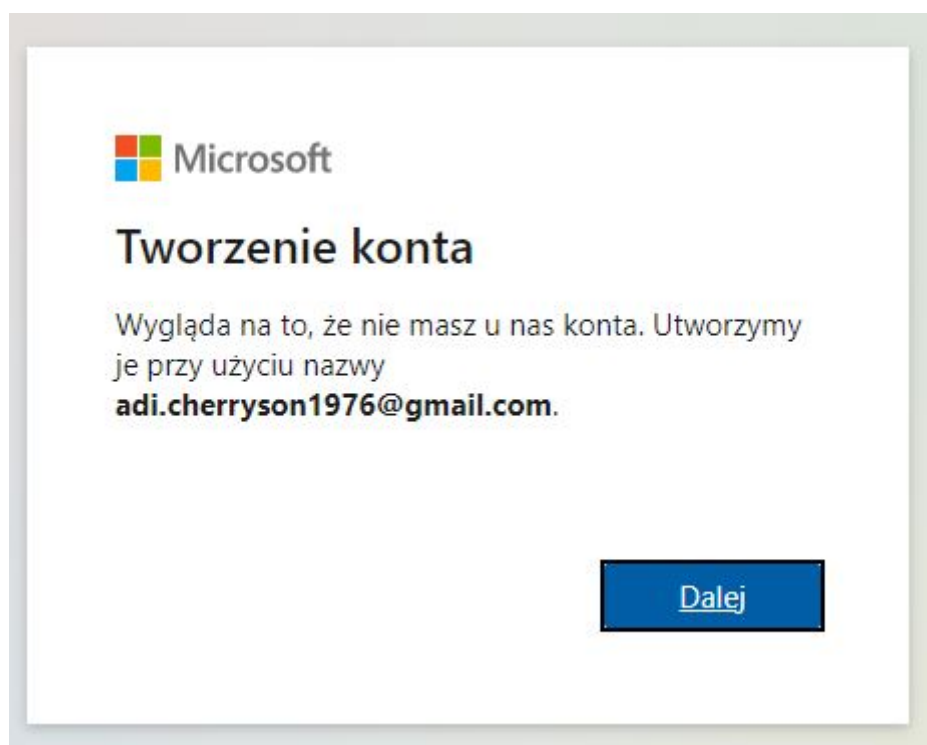 Microsoft
Tworzenie konta
Wygląda na to, że nie masz u nas konta. Utworzymy
je przy użyciu nazwy
adi.cherryson1976@gmail.com.
Dalej